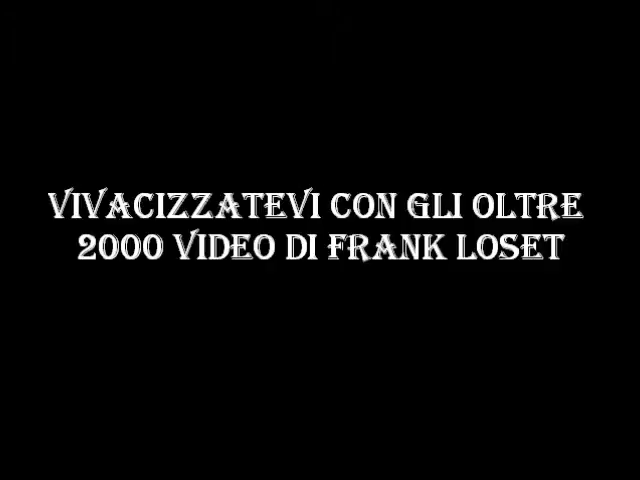 VIVACIZZATEVI CON GLI OLTRE
2000 VIDEO DI FRANK LOSET